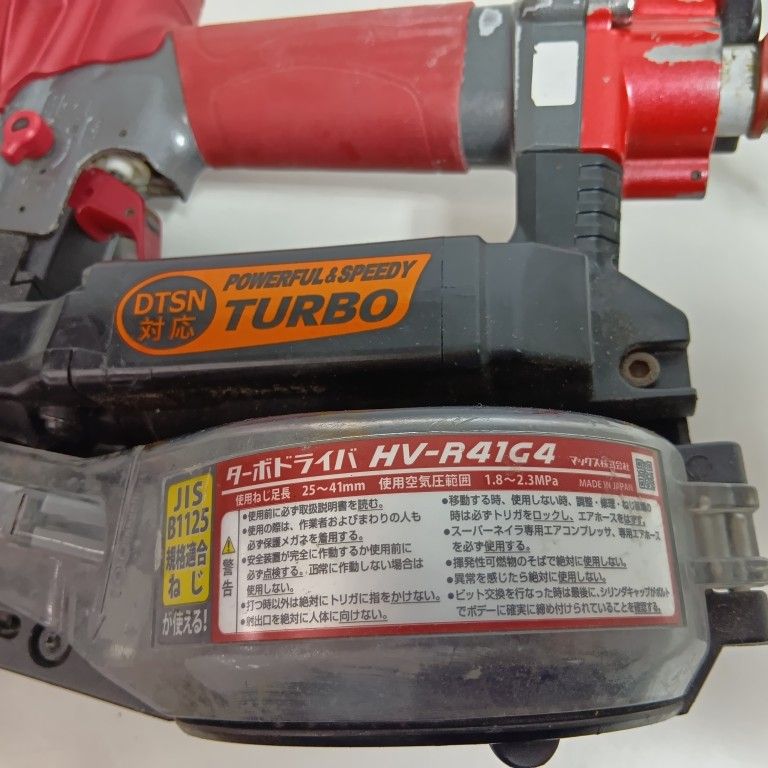 POWERFUL&SPEEDY
DTSN
対応
TURBO
ターボドライバ HV-R41G4 マックス株式会社
使用ねじ足長 25～41mm 使用空気圧範囲 1.8～2.3MPa MADE IN JAPAN
JIS
B1125
規格適合
ねじ
が使える!
警告
●使用前に必ず取扱説明書を読む。
●使用の際は、作業者およびまわりの人も
必ず保護メガネを着用する。
●安全装置が完全に作動するか使用前に
必ず点検する。正常に作動しない場合は
使用しない。
●打つ時以外は絶対にトリガに指をかけない。
●射出口を絶対に人体に向けない。
●移動する時、使用しない時、調整・修理・ねじ装填の
時は必ずトリガをロックし、エアホースをはずす。
●スーパーネイラ専用エアコンプレッサ、専用エアホース
を必ず使用する。
●揮発性可燃物のそばで絶対に使用しない。
●異常を感じたら絶対に使用しない。
●ビット交換を行なった時は最後に、シリンダキャップがボルト
でボデーに確実に締め付けられていることを確認する。